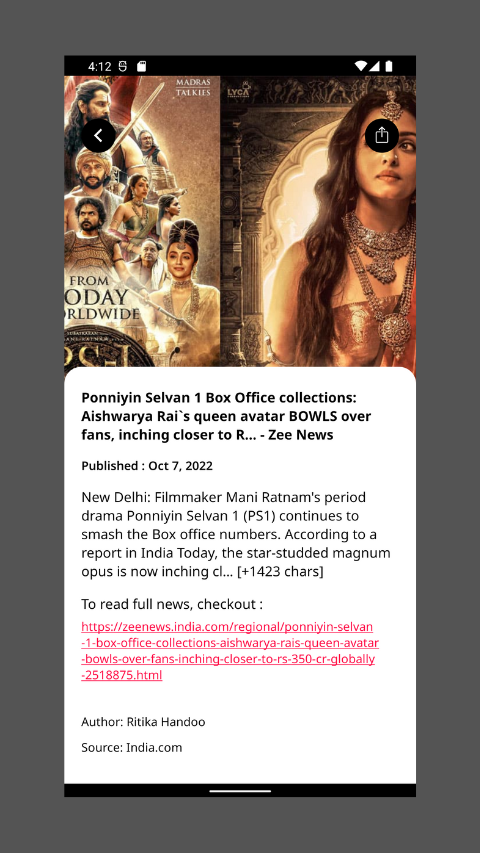 4:12
MADRAS
TALKIES
LYCA
FROM
ODAY
ORLDWIDE
PS-1
Ponniyin Selvan 1 Box Office collections:
Aishwarya Rai`s queen avatar BOWLS over
fans, inching closer to R... - Zee News
Published : Oct 7, 2022
New Delhi: Filmmaker Mani Ratnam's period
drama Ponniyin Selvan 1 (PS1) continues to
smash the Box office numbers. According to a
report in India Today, the star-studded magnum
opus is now inching cl... [+1423 chars]
To read full news, checkout :
https://zeenews.india.com/regional/ponniyin-selvan
-1-box-office-collections-aishwarya-rais-queen-avatar
-bowls-over-fans-inching-closer-to-rs-350-cr-globally
-2518875.html
Author: Ritika Handoo
Source: India.com